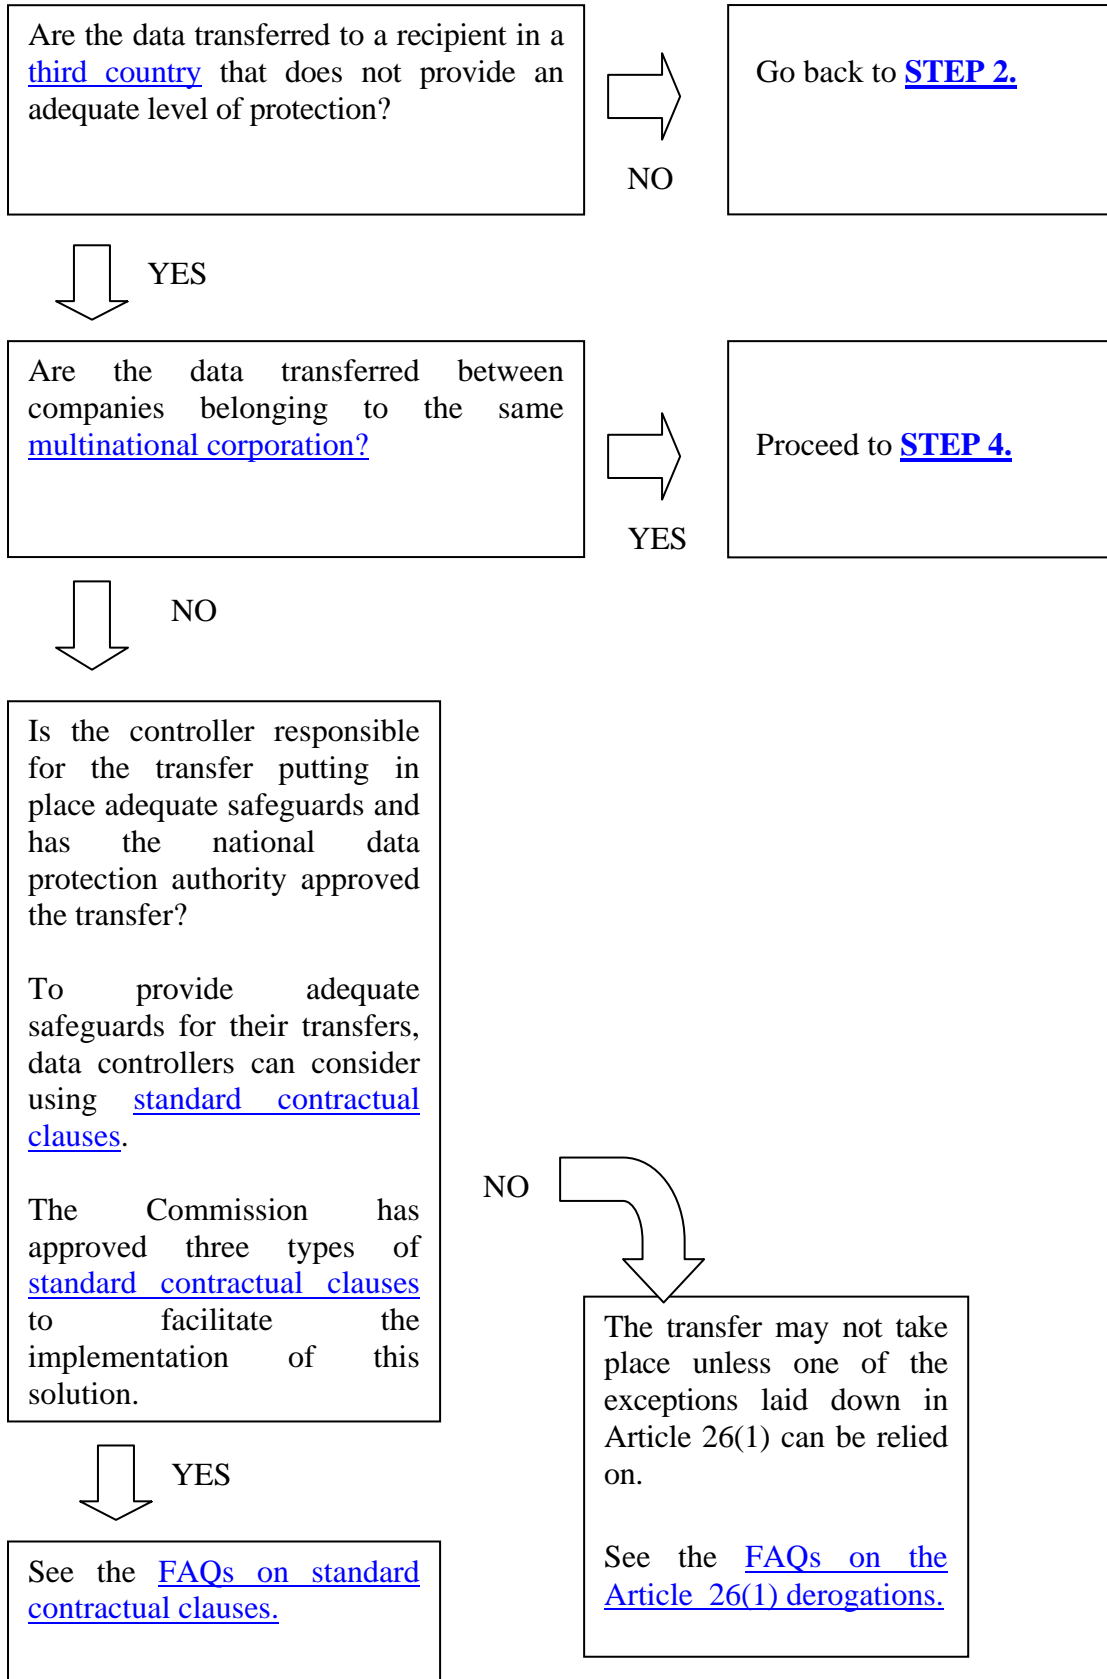 Are the data transferred to a recipient in a
third country that does not provide an
adequate level of protection?
Go back to STEP 2.
NO
YES
Are the data transferred between
companies belonging to the same
multinational corporation?
Proceed to STEP 4.
YES
NO
Is the controller responsible
for the transfer putting in
place adequate safeguards and
has the national data
protection authority approved
the transfer?
To provide adequate
safeguards for their transfers,
data controllers can consider
using standard contractual
clauses.
The Commission has
approved three types of
standard contractual clauses
to facilitate the
implementation of this
solution.
NO
The transfer may not take
place unless one of the
exceptions laid down in
Article 26(1) can be relied
on.
See the FAQs on the
Article 26(1) derogations.
YES
See the FAQs on standard
contractual clauses.